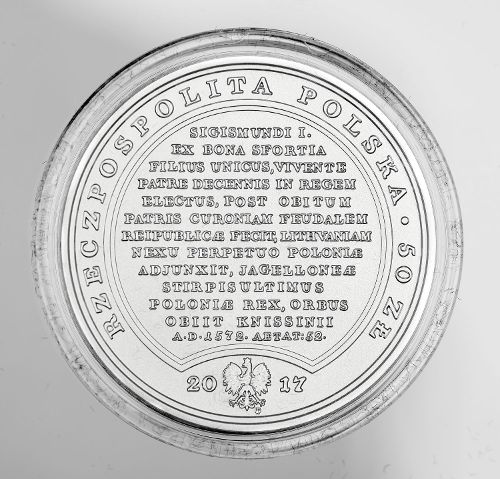 RZECZPOSPOLITA POLSKA · 50 ZŁ
SIGISMUNDI I.
EX BONA SFORTIA
FILIUS UNICUS, VIVENTE
PATRE DECENNIS IN REGEM
ELECTUS, POST OBITUM
PATRIS CURONIAM FEUDALEM
REIPUBLICÆ FECIT, LITHVANIAM
NEXU PERPETUO POLONIÆ
ADJUNXIT, JAGELLONEÆ
STIRPIS ULTIMUS
POLONIÆ REX, ORBUS
OBIIT KNISSINII
A.D. 1572. AETAT: 52.
2017